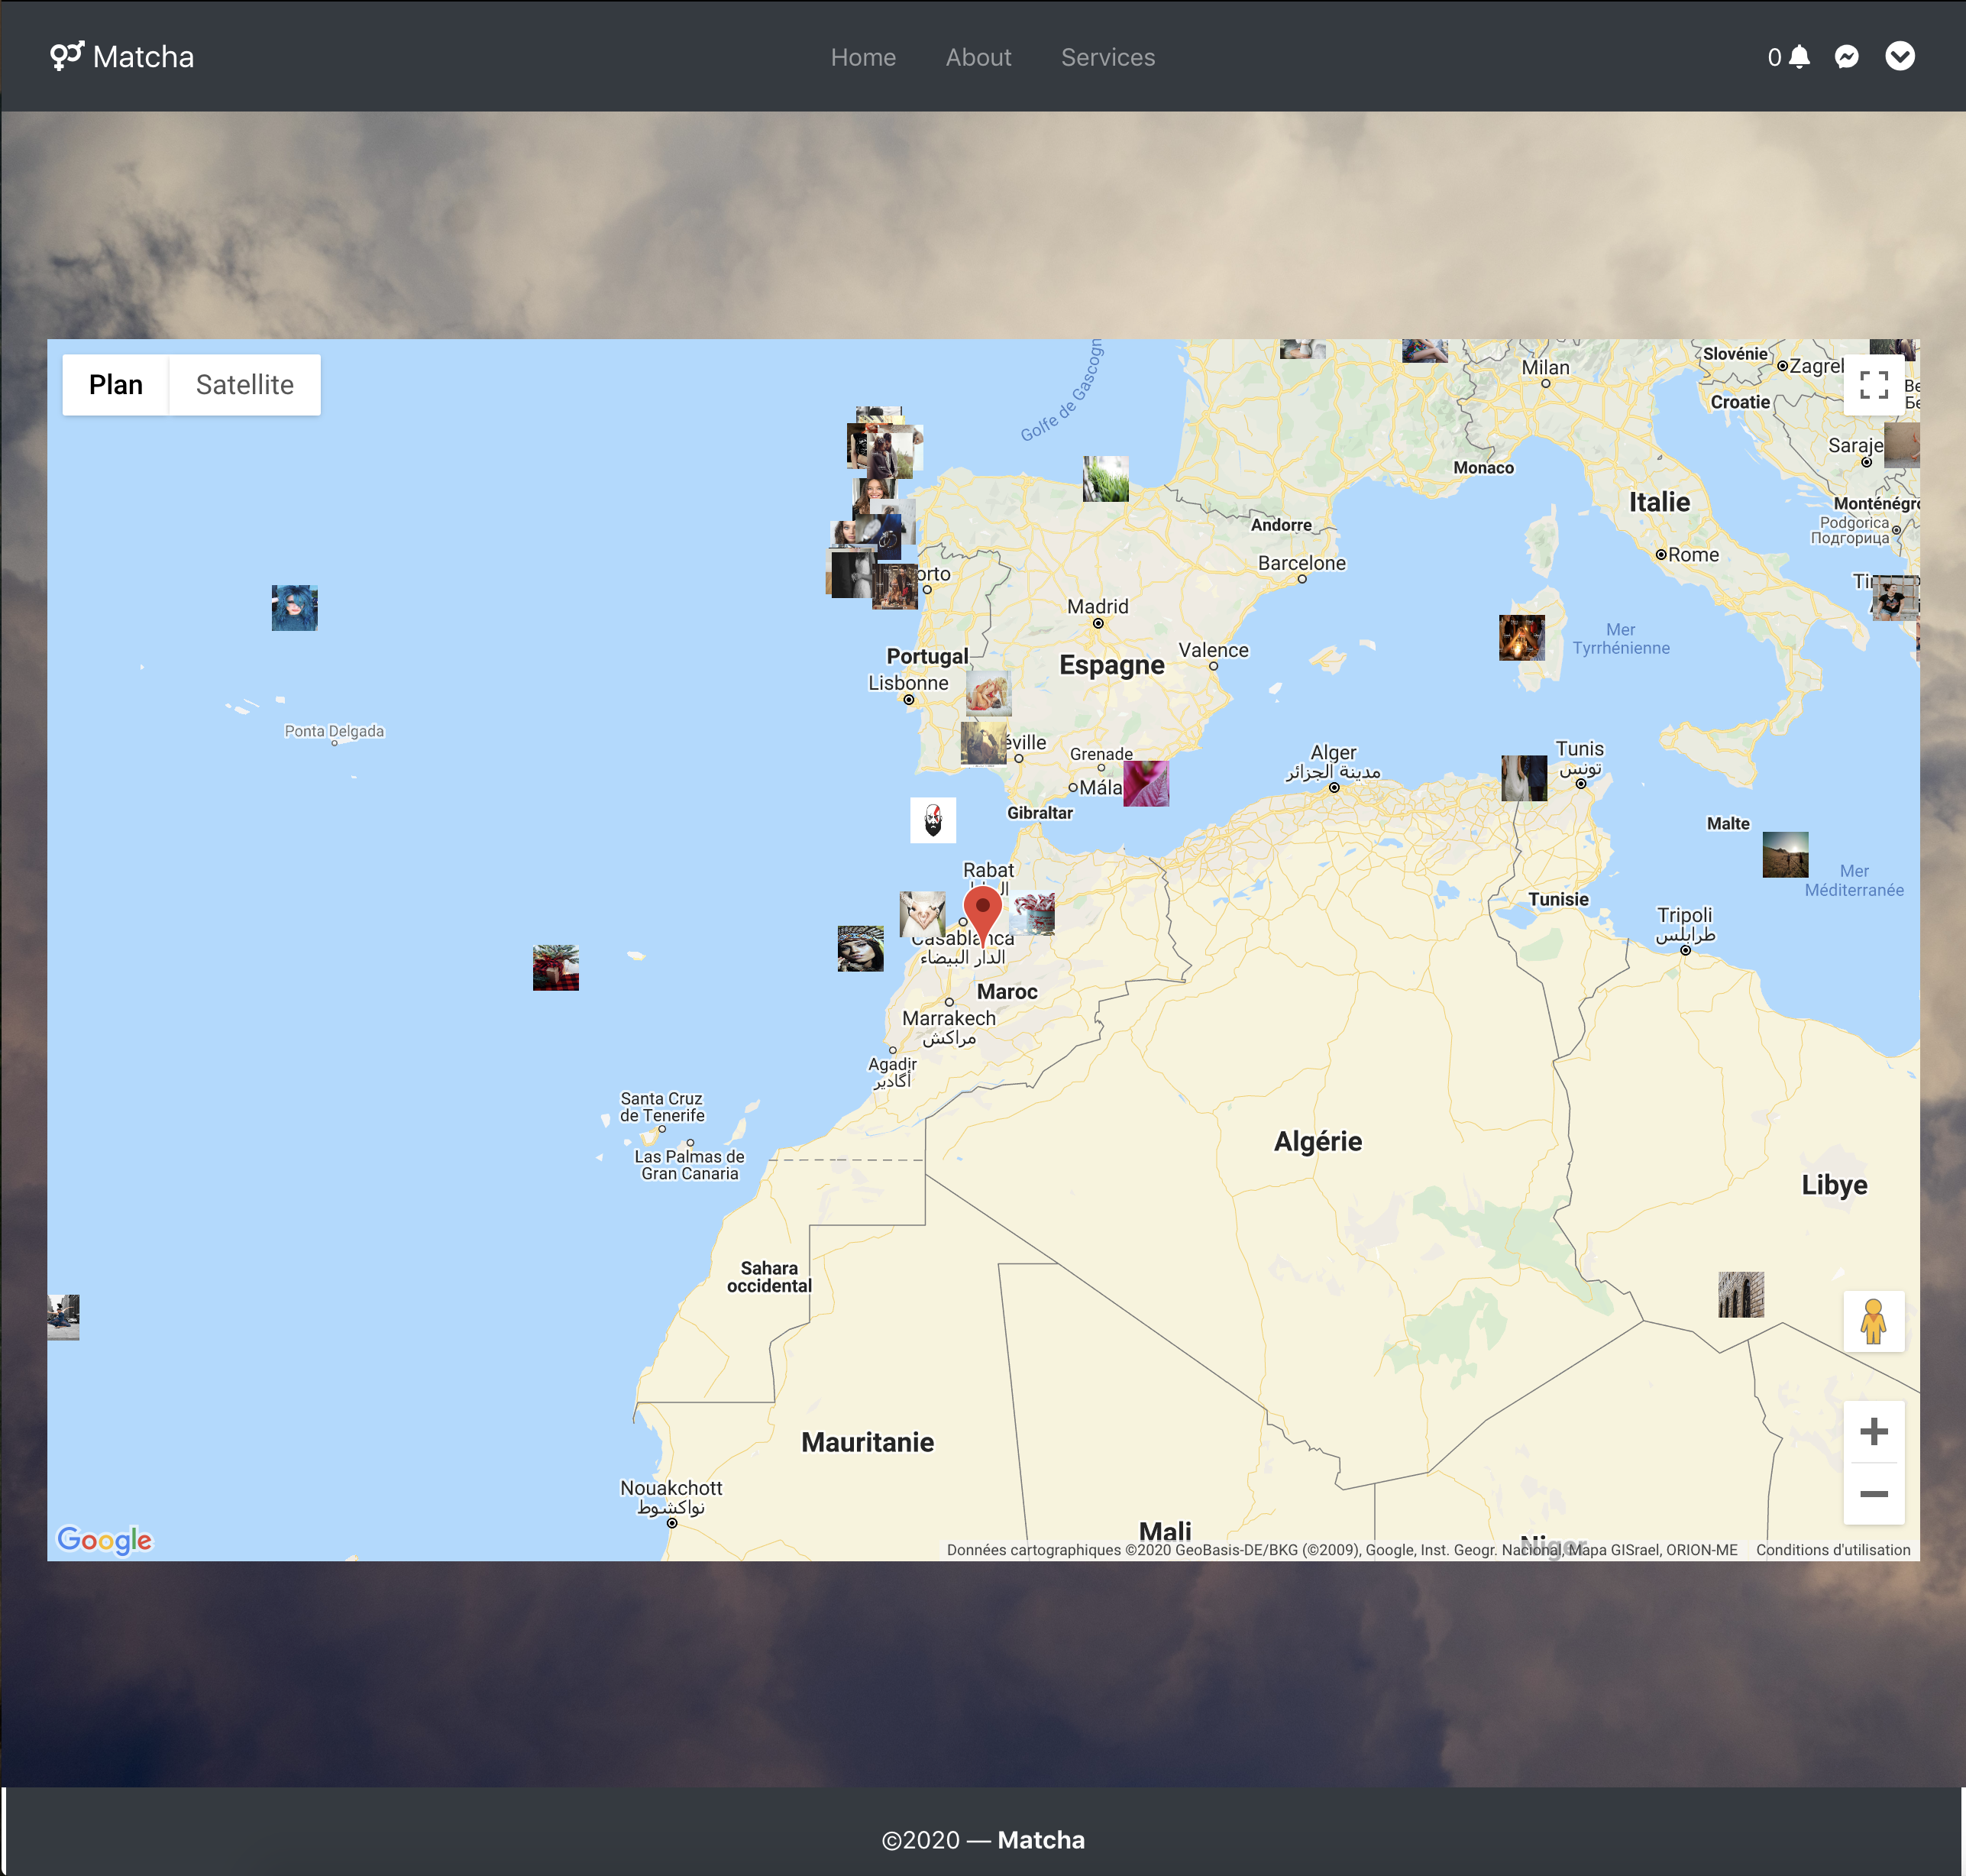 Matcha
Home
About
Services
0
Plan
Satellite
Golfe de Gascogn
Milan
Slovénie
Croatie
Monaco
Italie
Monténégro
Podgorica
Подгорица
Andorre
Barcelone
Rome
orto
Madrid
Espagne
Valence
Portugal
Lisbonne
Mer
Tyrrhénienne
Ponta Delgada
éville
Grenade
Mála
Gibraltar
Alger
مدينة الجزائر
Tunis
تونس
Malte
Mer
Méditerranée
Rabat
Casablanca
الدار البيضاء
Tunisie
Tripoli
طرابلس
Maroc
Marrakech
مراكش
Agadir
أكادير
Santa Cruz
de Tenerife
Las Palmas de
Gran Canaria
Algérie
Libye
Sahara
occidental
Mauritanie
Nouakchott
نواكشوط
Mali
Niger
Google
Données cartographiques ©2020 GeoBasis-DE/BKG (©2009), Google, Inst. Geogr. Nacional, Mapa GISrael, ORION-ME
Conditions d'utilisation
©2020 — Matcha